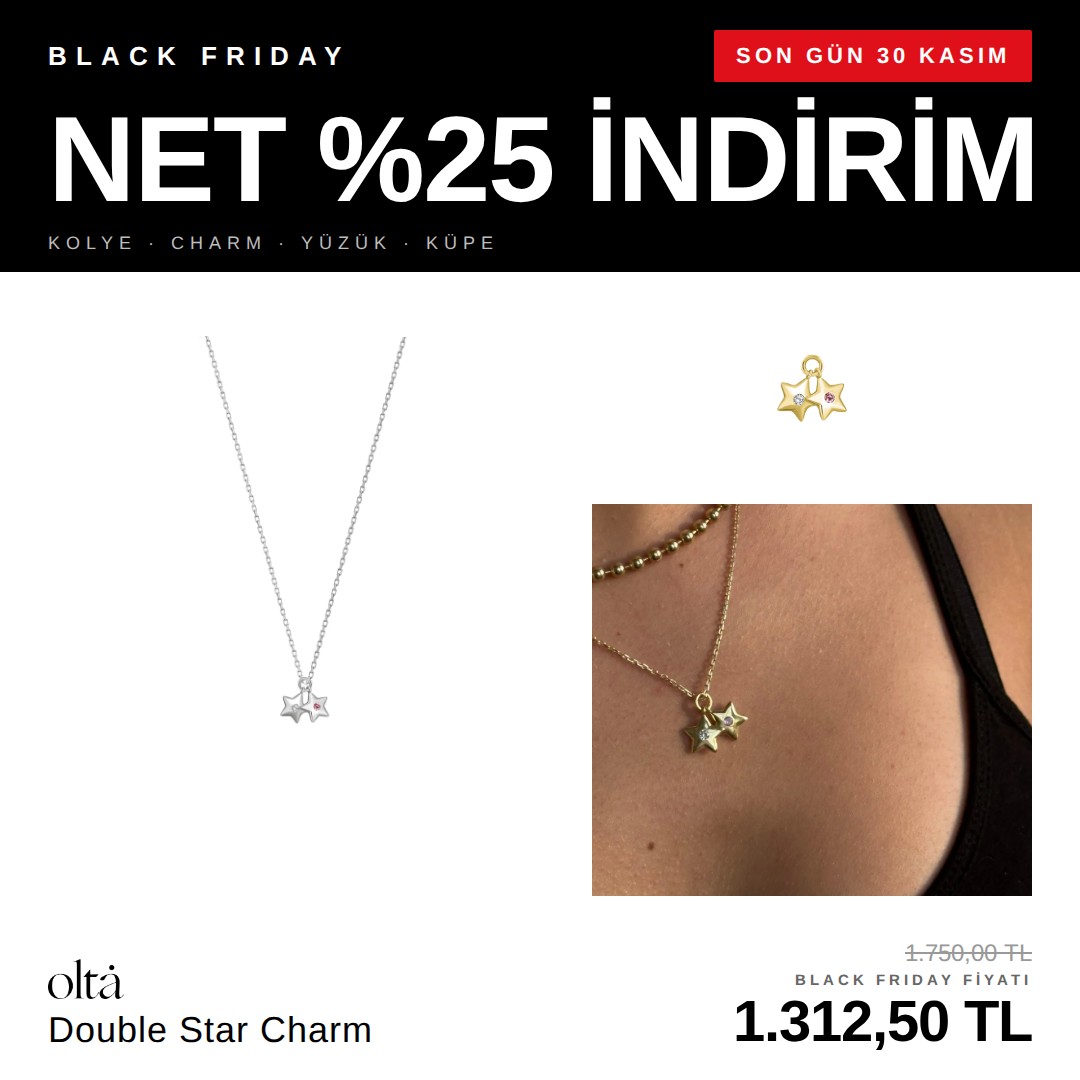 BLACK FRIDAY
SON GÜN 30 KASIM
NET %25 İNDİRİM
KOLYE · CHARM · YÜZÜK · KÜPE
olta
Double Star Charm
1.750,00 TL
BLACK FRIDAY FİYATI
1.312,50 TL